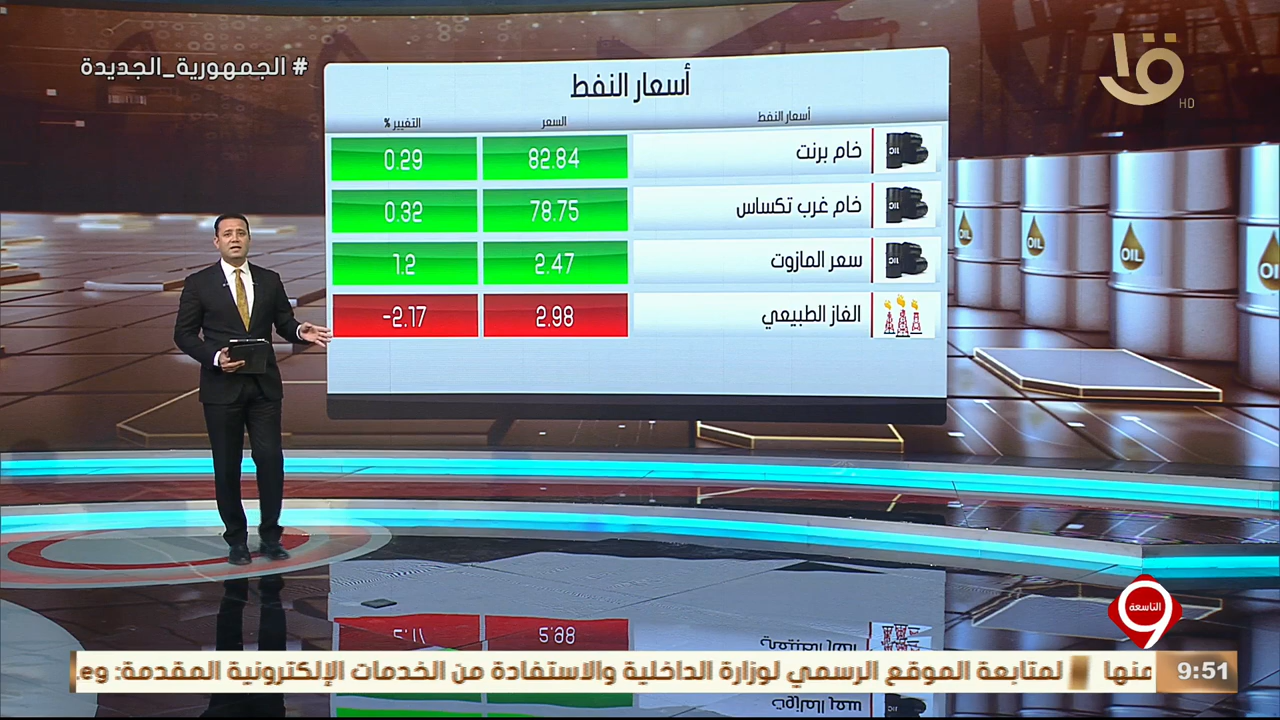 # الجمهورية_الجديدة
HD
أسعار النفط
أسعار النفط السعر التغيير %
خام برنت 82.84 0.29
خام غرب تكساس 78.75 0.32
سعر المازوت 2.47 1.2
الغاز الطبيعي 2.98 -2.17
OIL
OIL
OIL
OIL
التاسعة
9
9:51 منها لمتابعة الموقع الرسمي لوزارة الداخلية والاستفادة من الخدمات الإلكترونية المقدمة: eg.